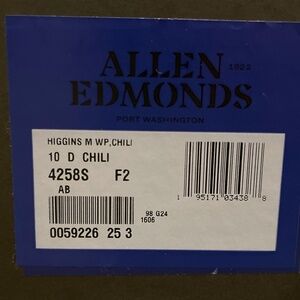 ALLEN 1922
EDMONDS
PORT WASHINGTON
HIGGINS M WP,CHILI
10 D CHILI
4258S F2
AB
1 95171 03438 8
98 G24
1606
0059226 25 3